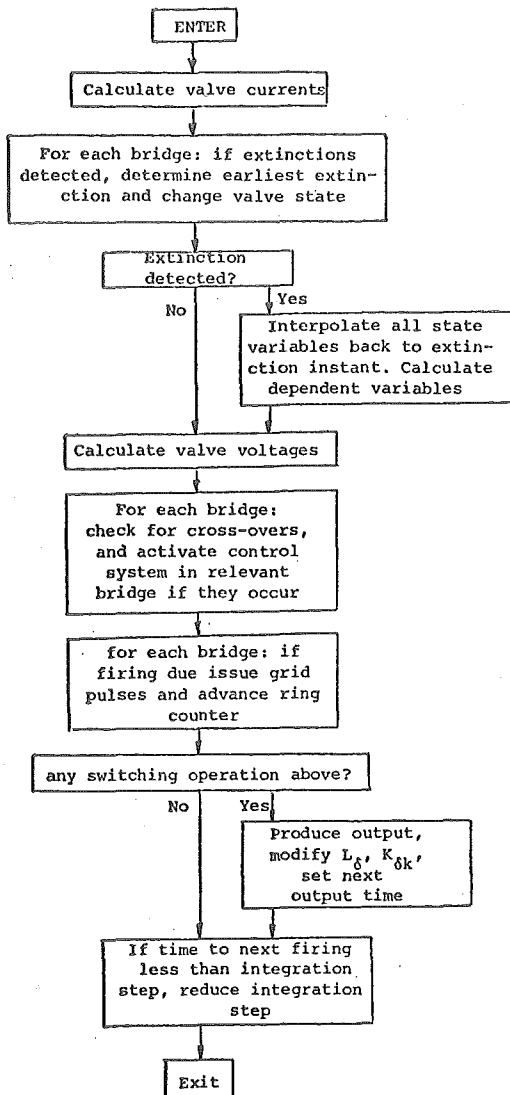 ENTER
Calculate valve currents
For each bridge: if extinctions
detected, determine earliest extin-
ction and change valve state
Extinction
detected?
No
Yes
Interpolate all state
variables back to extin-
ction instant. Calculate
dependent variables
Calculate valve voltages
For each bridge:
check for cross-overs,
and activate control
system in relevant
bridge if they occur
for each bridge: if
firing due issue grid
pulses and advance ring
counter
any switching operation above?
No
Yes
Produce output,
modify L_δ, K_δk,
set next
output time
If time to next firing
less than integration
step, reduce integration
step
Exit